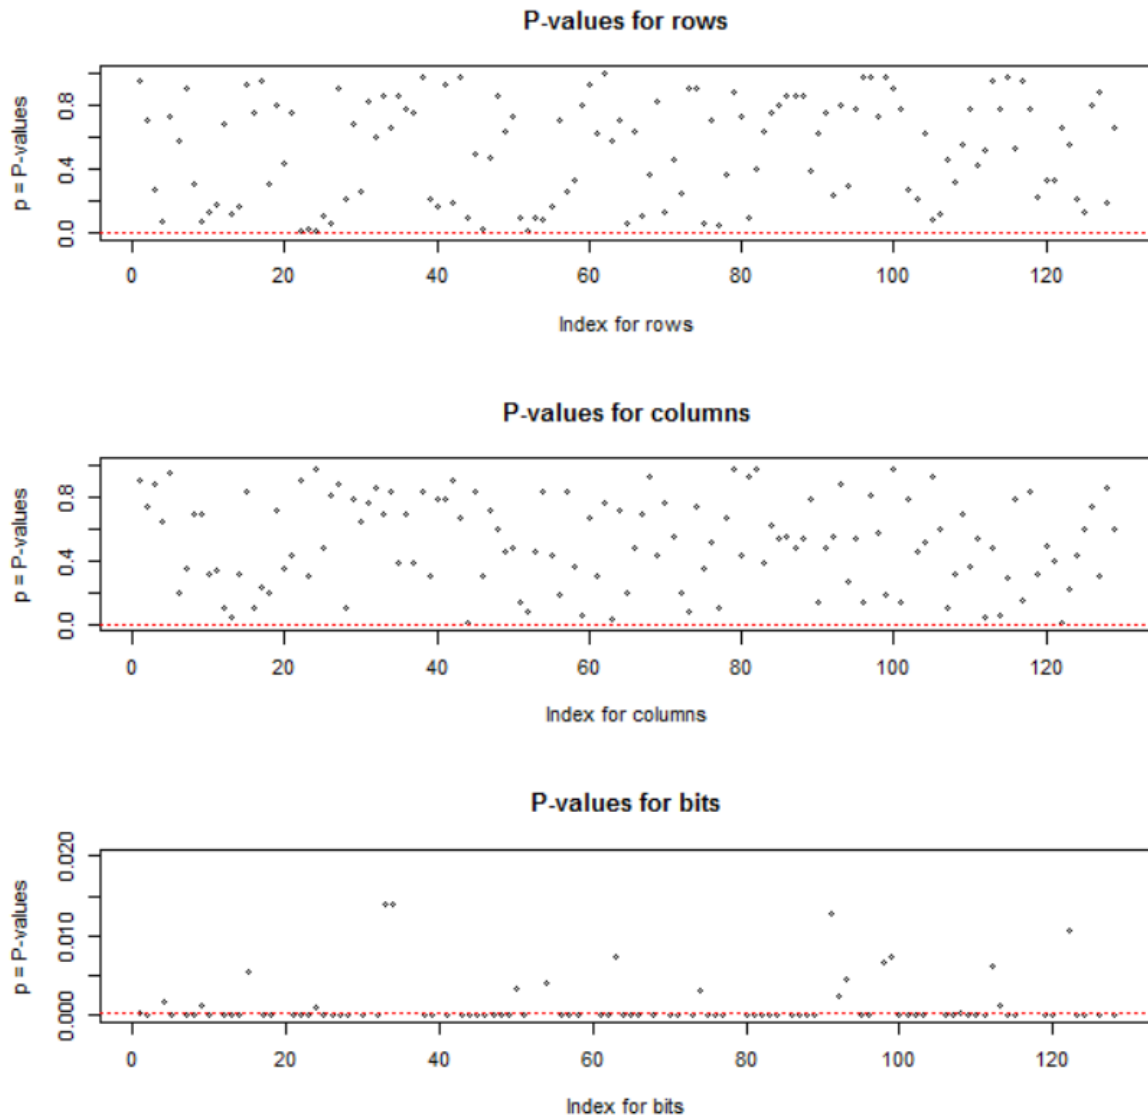 P-values for rows
p = P-values
0.0 0.4 0.8
0 20 40 60 80 100 120
Index for rows
P-values for columns
p = P-values
0.0 0.4 0.8
0 20 40 60 80 100 120
Index for columns
P-values for bits
p = P-values
0.000 0.010 0.020
0 20 40 60 80 100 120
Index for bits